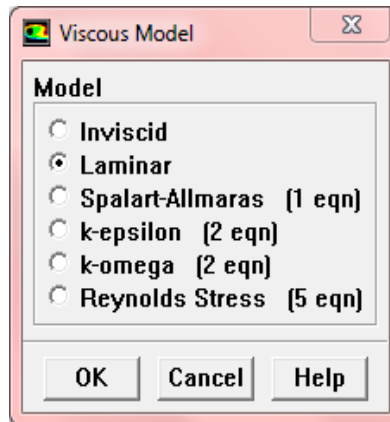 Viscous Model
Model
Inviscid
Laminar
Spalart-Allmaras (1 eqn)
k-epsilon (2 eqn)
k-omega (2 eqn)
Reynolds Stress (5 eqn)
OK Cancel Help